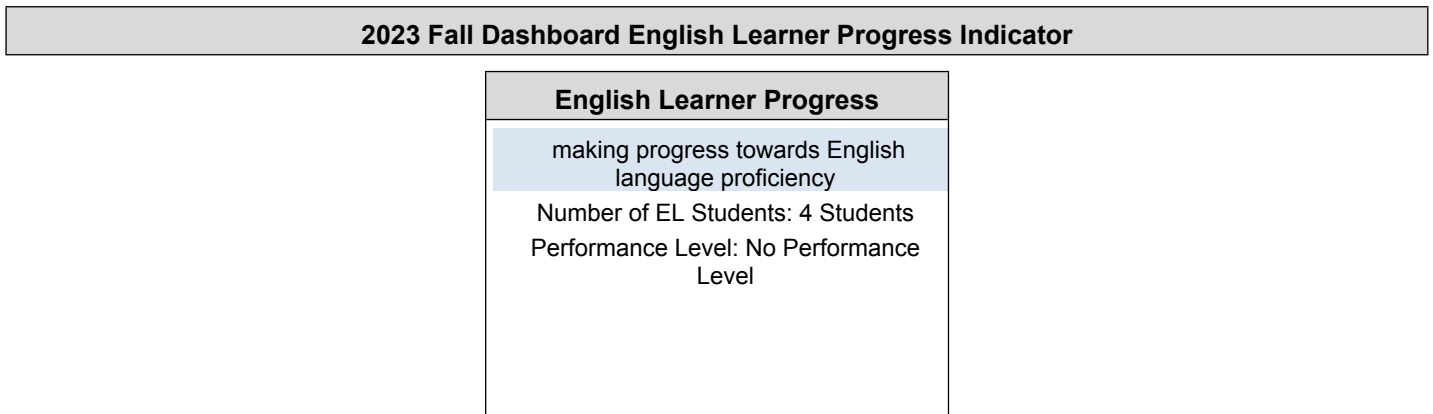 2023 Fall Dashboard English Learner Progress Indicator
English Learner Progress
making progress towards English
language proficiency
Number of EL Students: 4 Students
Performance Level: No Performance
Level